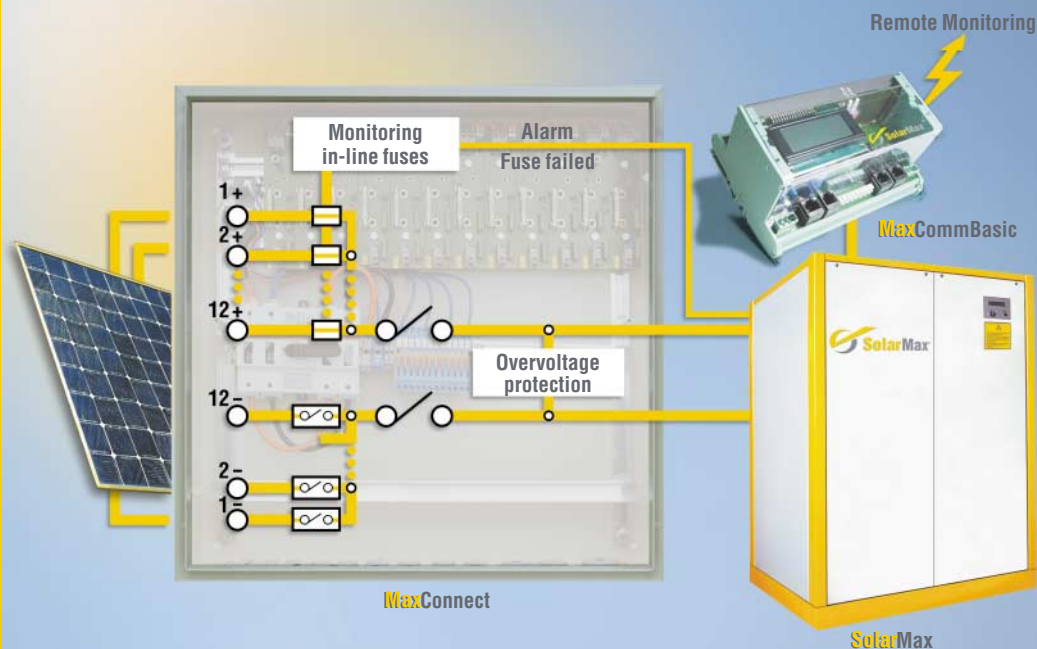 Remote Monitoring
Monitoring
in-line fuses
Alarm
Fuse failed
SolarMax
1+
2+
MaxCommBasic
12+
SolarMax
Overvoltage
protection
12-
2-
1-
MaxConnect
SolarMax